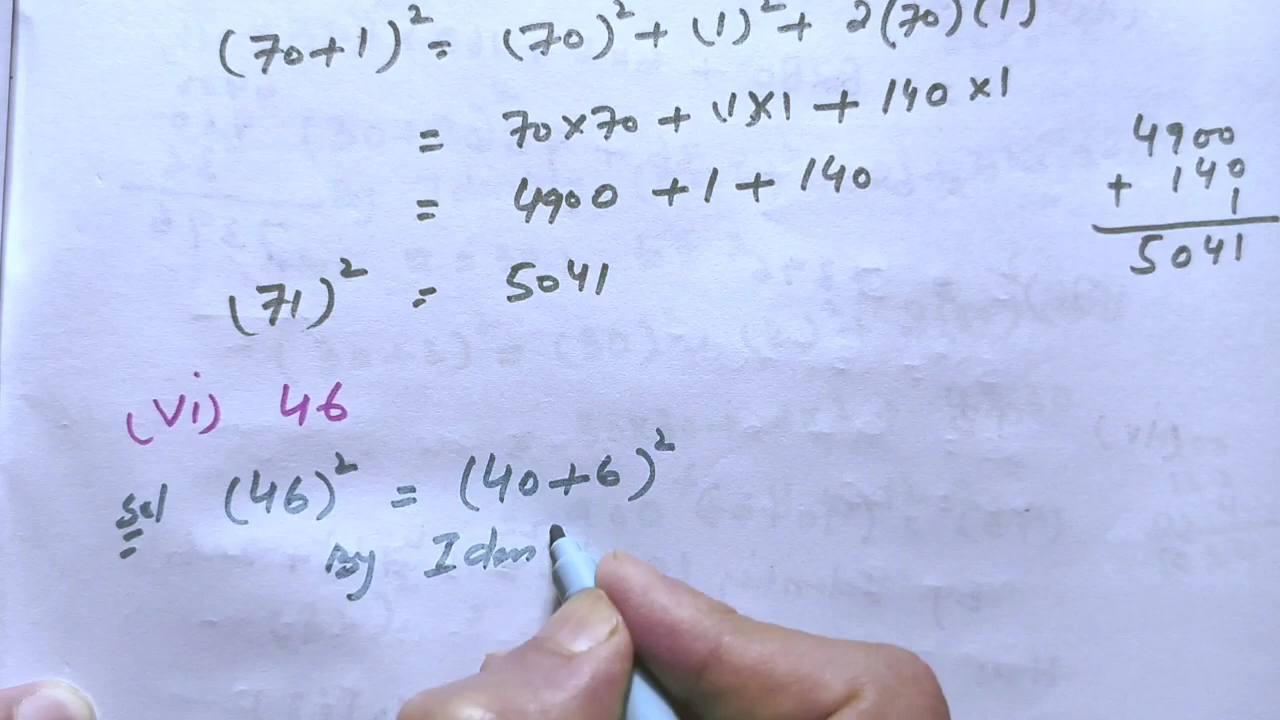 (70+1)² = (70)² + (1)² + 2(70)(1)
= 70×70 + 1×1 + 140×1
= 4900 + 1 + 140
(71)² = 5041
4900
+ 140
1
5041
(vi) 46
Sol (46)² = (40+6)²
By Iden